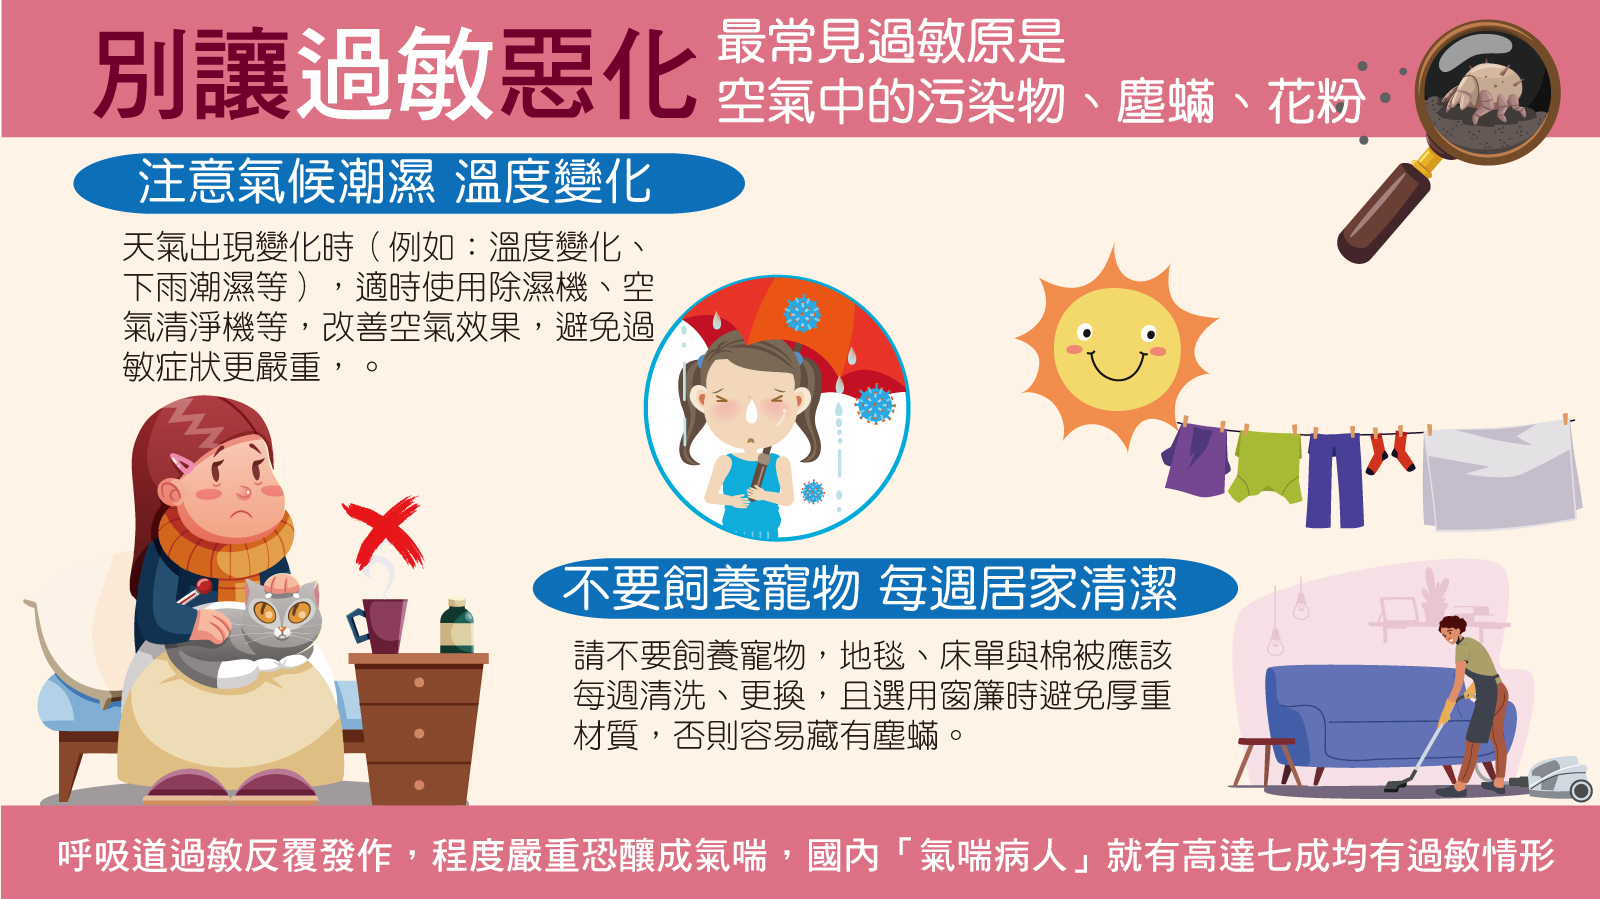 別讓過敏惡化
最常見過敏原是
空氣中的污染物、塵蟎、花粉
注意氣候潮濕 溫度變化
天氣出現變化時（例如：溫度變化、
下雨潮濕等），適時使用除濕機、空
氣清淨機等，改善空氣效果，避免過
敏症狀更嚴重，。
不要飼養寵物 每週居家清潔
請不要飼養寵物，地毯、床單與棉被應該
每週清洗、更換，且選用窗簾時避免厚重
材質，否則容易藏有塵蟎。
呼吸道過敏反覆發作，程度嚴重恐釀成氣喘，國內「氣喘病人」就有高達七成均有過敏情形